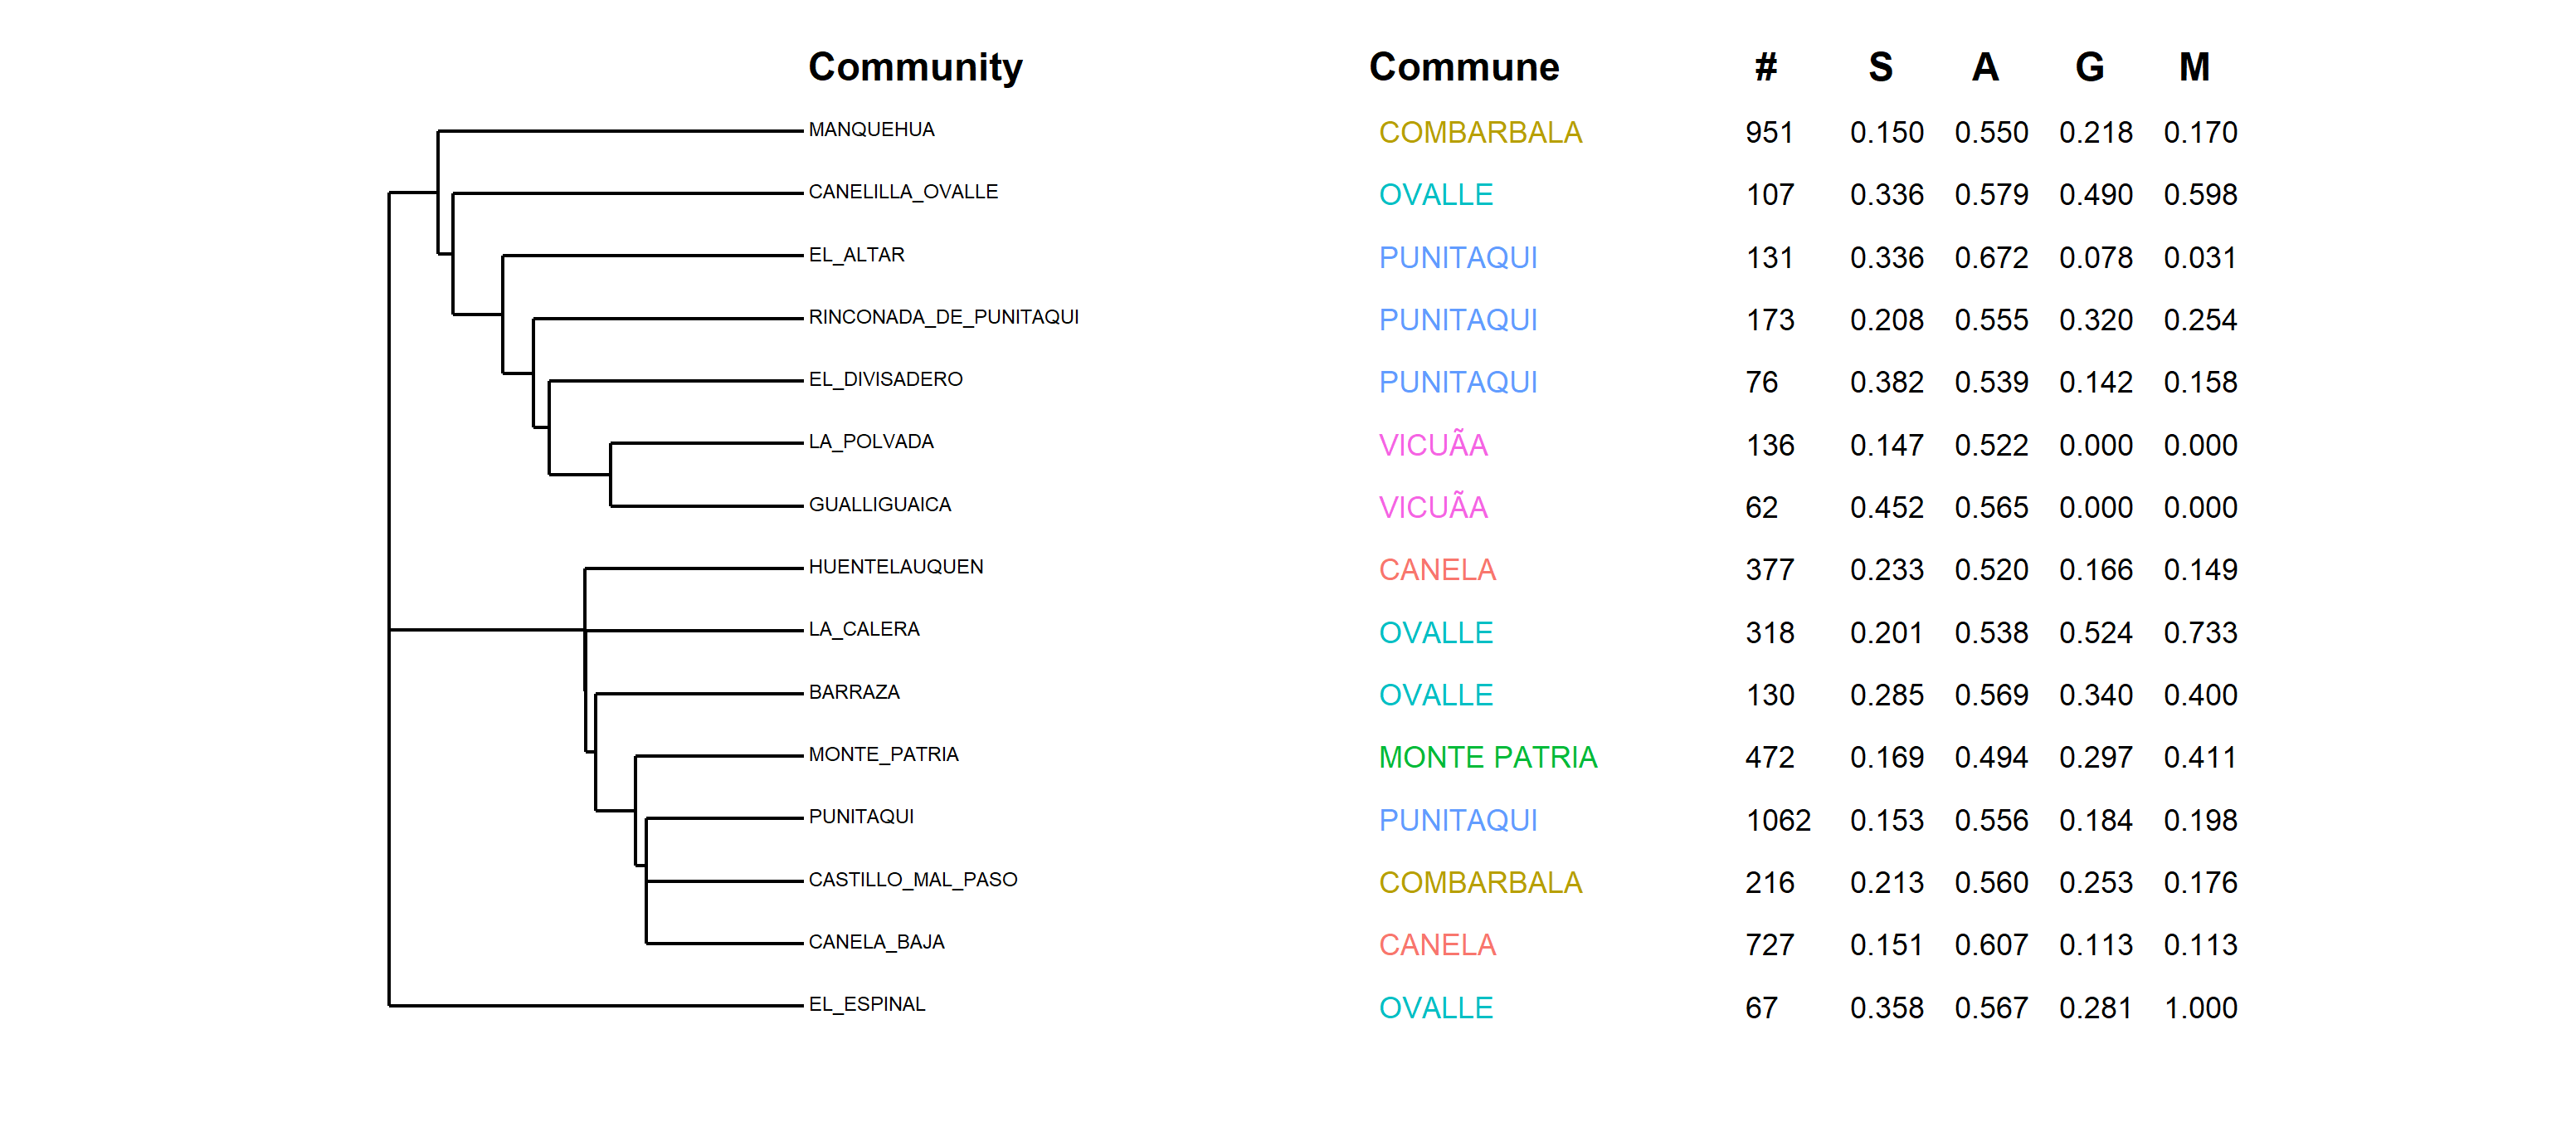 Community Commune # S A G M
MANQUEHUA COMBARBALA 951 0.150 0.550 0.218 0.170
CANELILLA_OVALLE OVALLE 107 0.336 0.579 0.490 0.598
EL_ALTAR PUNITAQUI 131 0.336 0.672 0.078 0.031
RINCONADA_DE_PUNITAQUI PUNITAQUI 173 0.208 0.555 0.320 0.254
EL_DIVISADERO PUNITAQUI 76 0.382 0.539 0.142 0.158
LA_POLVADA VICUÃA 136 0.147 0.522 0.000 0.000
GUALLIGUAICA VICUÃA 62 0.452 0.565 0.000 0.000
HUENTELAUQUEN CANELA 377 0.233 0.520 0.166 0.149
LA_CALERA OVALLE 318 0.201 0.538 0.524 0.733
BARRAZA OVALLE 130 0.285 0.569 0.340 0.400
MONTE_PATRIA MONTE PATRIA 472 0.169 0.494 0.297 0.411
PUNITAQUI PUNITAQUI 1062 0.153 0.556 0.184 0.198
CASTILLO_MAL_PASO COMBARBALA 216 0.213 0.560 0.253 0.176
CANELA_BAJA CANELA 727 0.151 0.607 0.113 0.113
EL_ESPINAL OVALLE 67 0.358 0.567 0.281 1.000